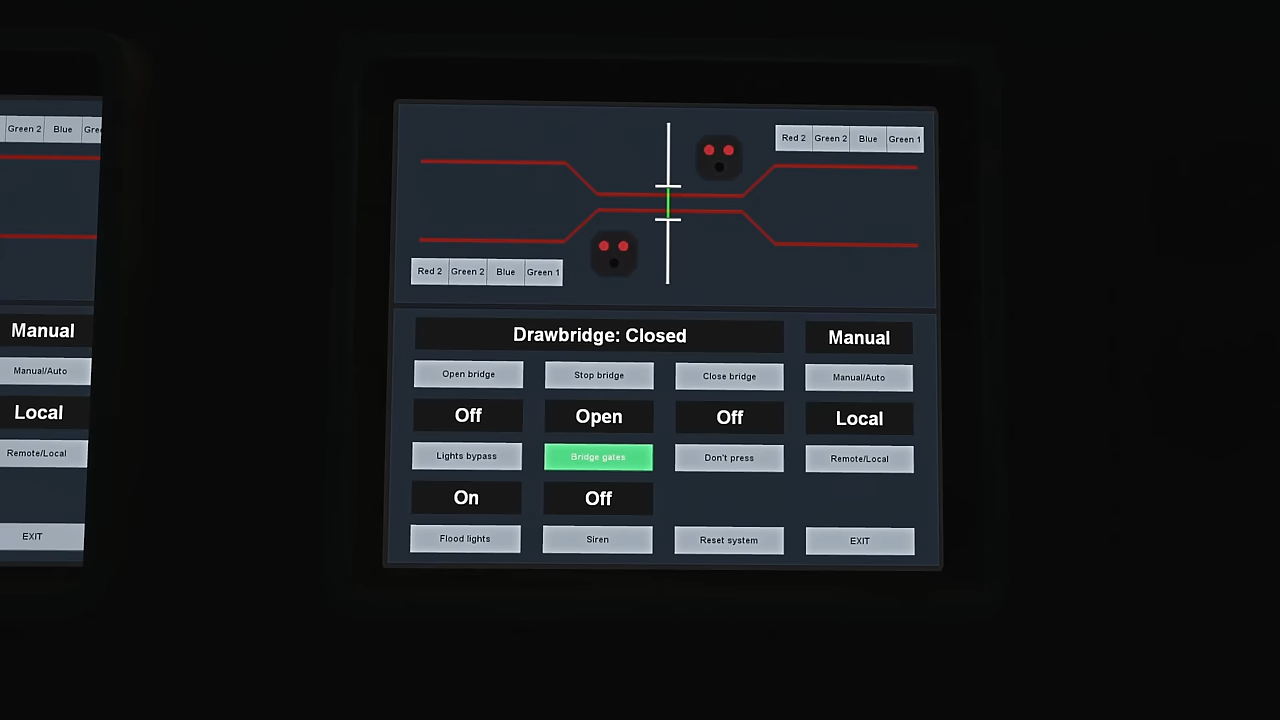 Green 2 Blue
Manual
Manual/Auto
Local
Remote/Local
EXIT
Red 2 Green 2 Blue Green 1
Red 2 Green 2 Blue Green 1
Drawbridge: Closed Manual
Open bridge Stop bridge Close bridge Manual/Auto
Off Open Off Local
Lights bypass Bridge gates Don't press Remote/Local
On Off
Flood lights Siren Reset system EXIT